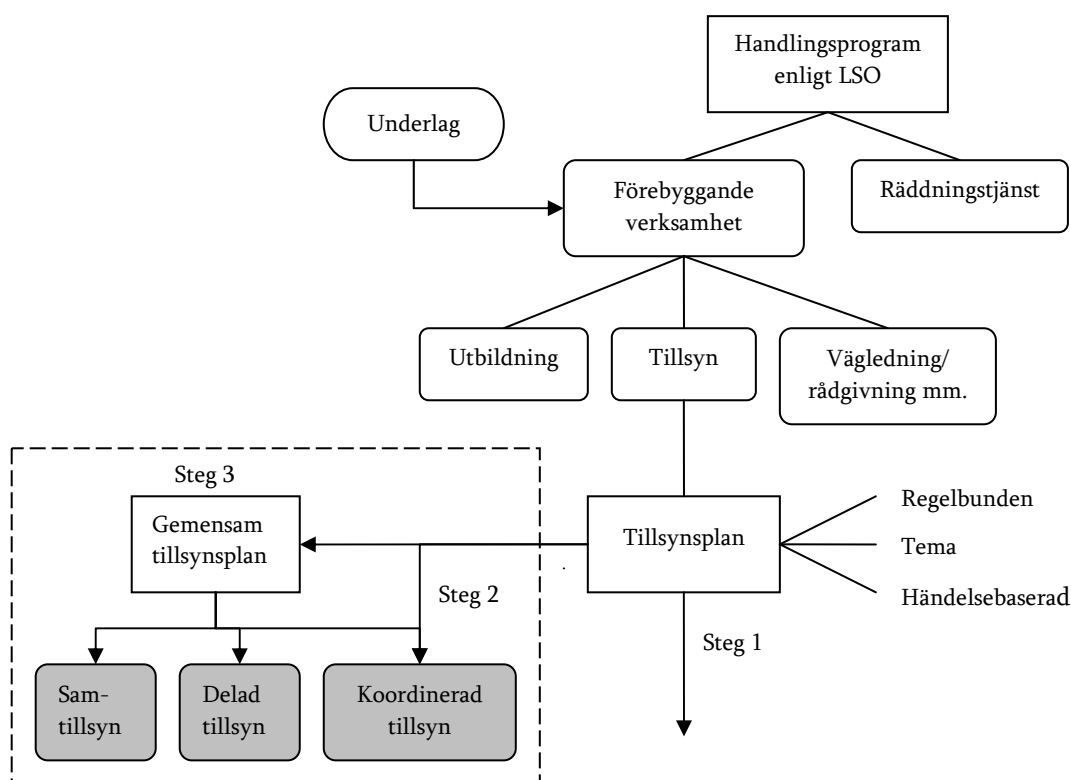 Handlingsprogram
enligt LSO
Underlag
Förebyggande
verksamhet
Räddningstjänst
Utbildning
Tillsyn
Vägledning/
rådgivning mm.
Steg 3
Gemensam
tillsynsplan
Tillsynsplan
Regelbunden
Tema
Händelsebaserad
Steg 2
Steg 1
Sam-
tillsyn
Delad
tillsyn
Koordinerad
tillsyn